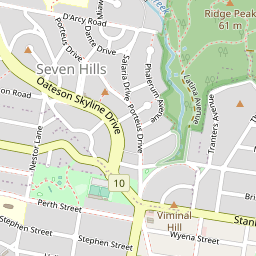 D'Arcy Road
Ridge Peak
61 m
Porteus Drive
Dante Drive
Seven Hills
Selarra Drive
Phalerum Avenue
Latina Avenue
on Road
Dateson Skyline Drive
Porteus Drive
Tranters Avenue
Nestor Lane
10
Perth Street
Viminal
Hill
Stan
Stephen Street
Stephen Street
Wyena Street